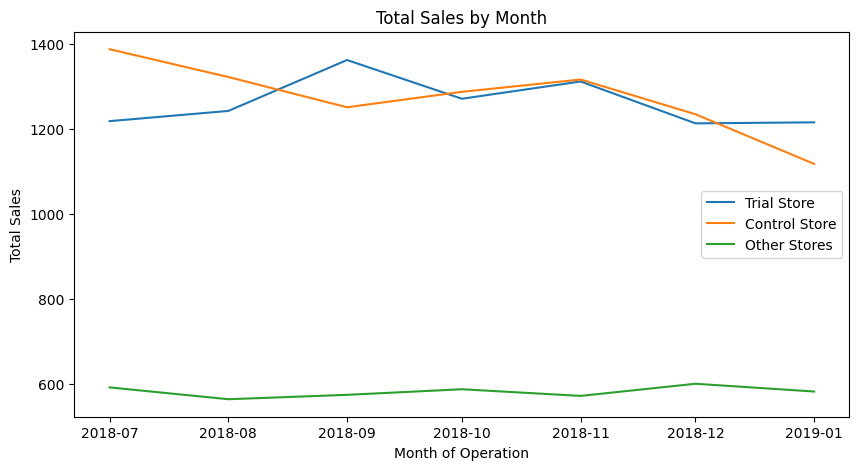 Total Sales by Month
Total Sales
1400
1200
1000
800
600
Trial Store
Control Store
Other Stores
2018-07
2018-08
2018-09
2018-10
2018-11
2018-12
2019-01
Month of Operation